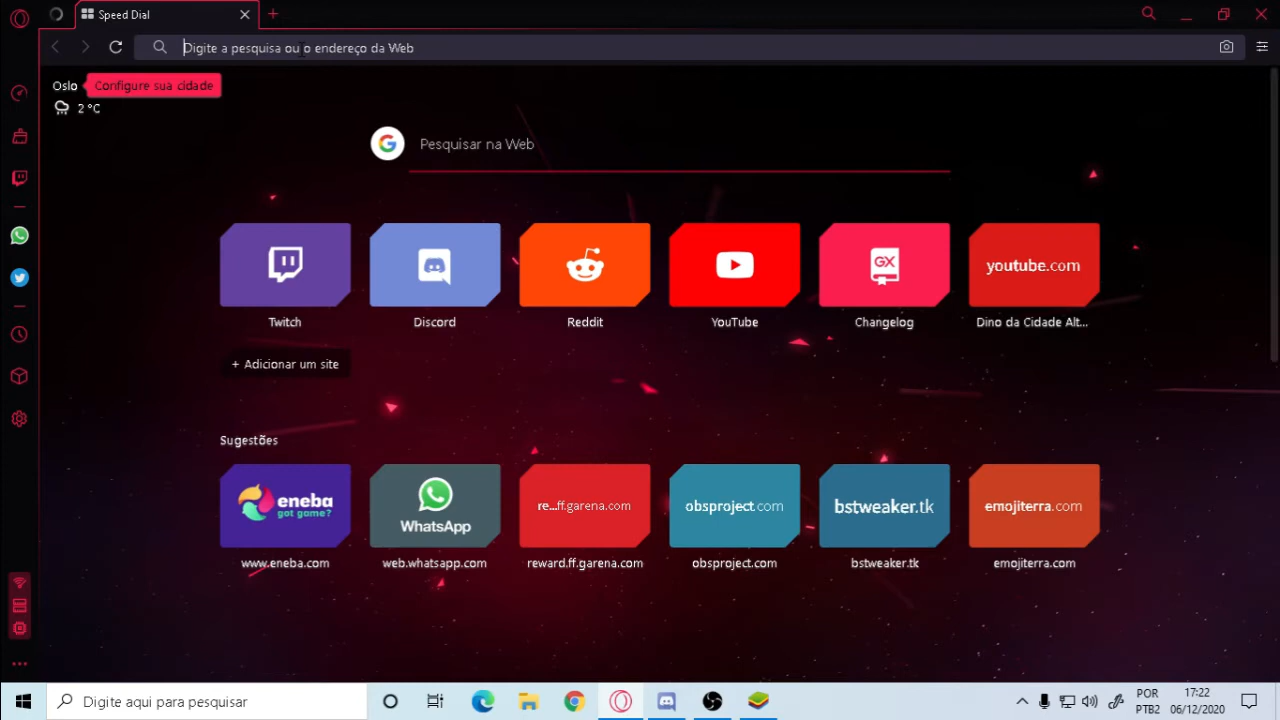 Speed Dial
Digite a pesquisa ou o endereço da Web
Oslo
Configure sua cidade
2 °C
Pesquisar na Web
GX
youtube.com
Twitch
Discord
Reddit
YouTube
Changelog
Dino da Cidade Alt...
+ Adicionar um site
Sugestões
eneba
got game?
WhatsApp
re...ff.garena.com
obsproject.com
bstweaker.tk
emojiterra.com
www.eneba.com
web.whatsapp.com
reward.ff.garena.com
obsproject.com
bstweaker.tk
emojiterra.com
Digite aqui para pesquisar
POR
PTB2
17:22
06/12/2020